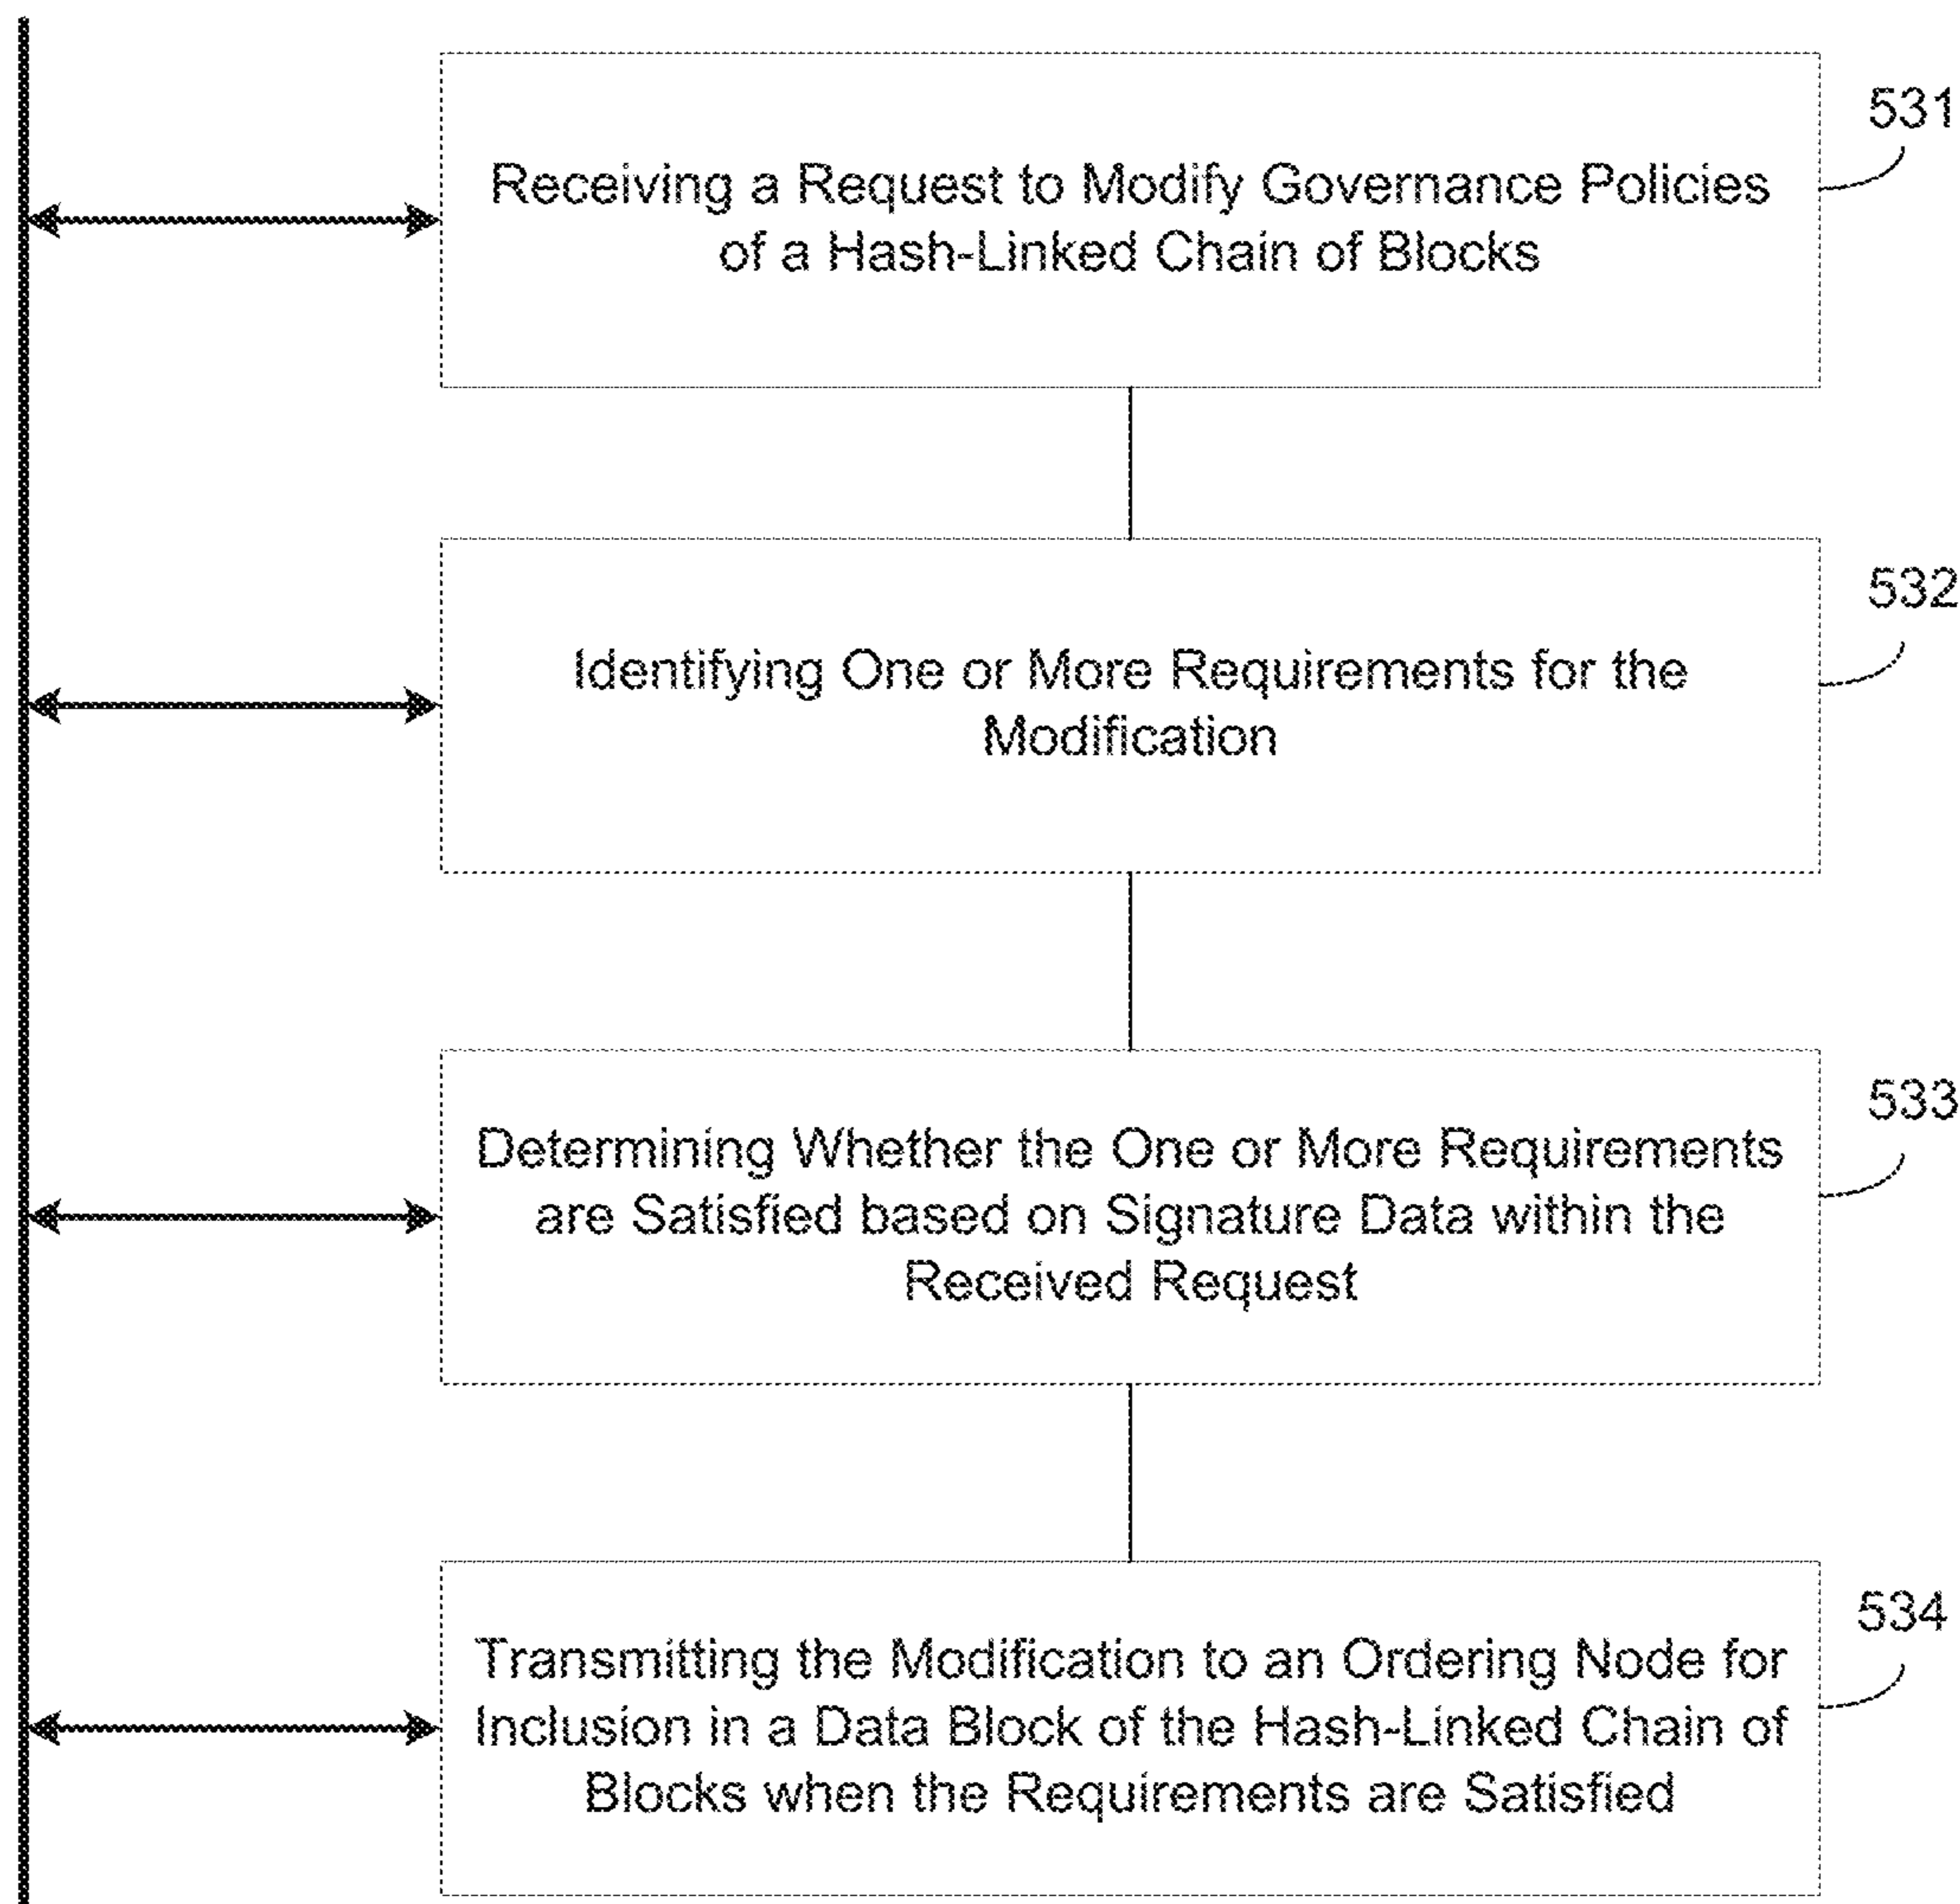 531
Receiving a Request to Modify Governance Policies
of a Hash-Linked Chain of Blocks
532
Identifying One or More Requirements for the
Modification
533
Determining Whether the One or More Requirements
are Satisfied based on Signature Data within the
Received Request
534
Transmitting the Modification to an Ordering Node for
Inclusion in a Data Block of the Hash-Linked Chain of
Blocks when the Requirements are Satisfied